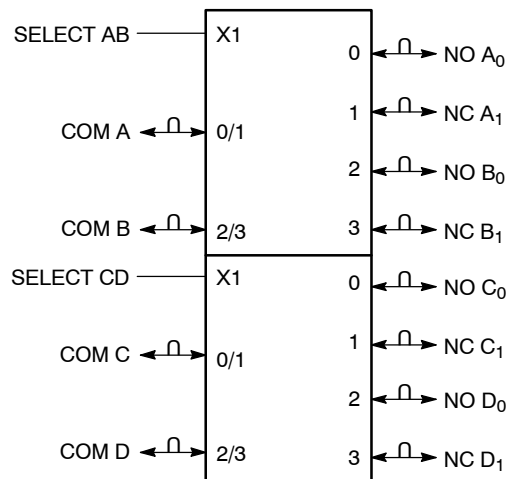 SELECT AB X1
0 NO A0
1 NC A1
COM A 0/1
2 NO B0
COM B 2/3
3 NC B1
SELECT CD X1
0 NO C0
1 NC C1
COM C 0/1
2 NO D0
COM D 2/3
3 NC D1